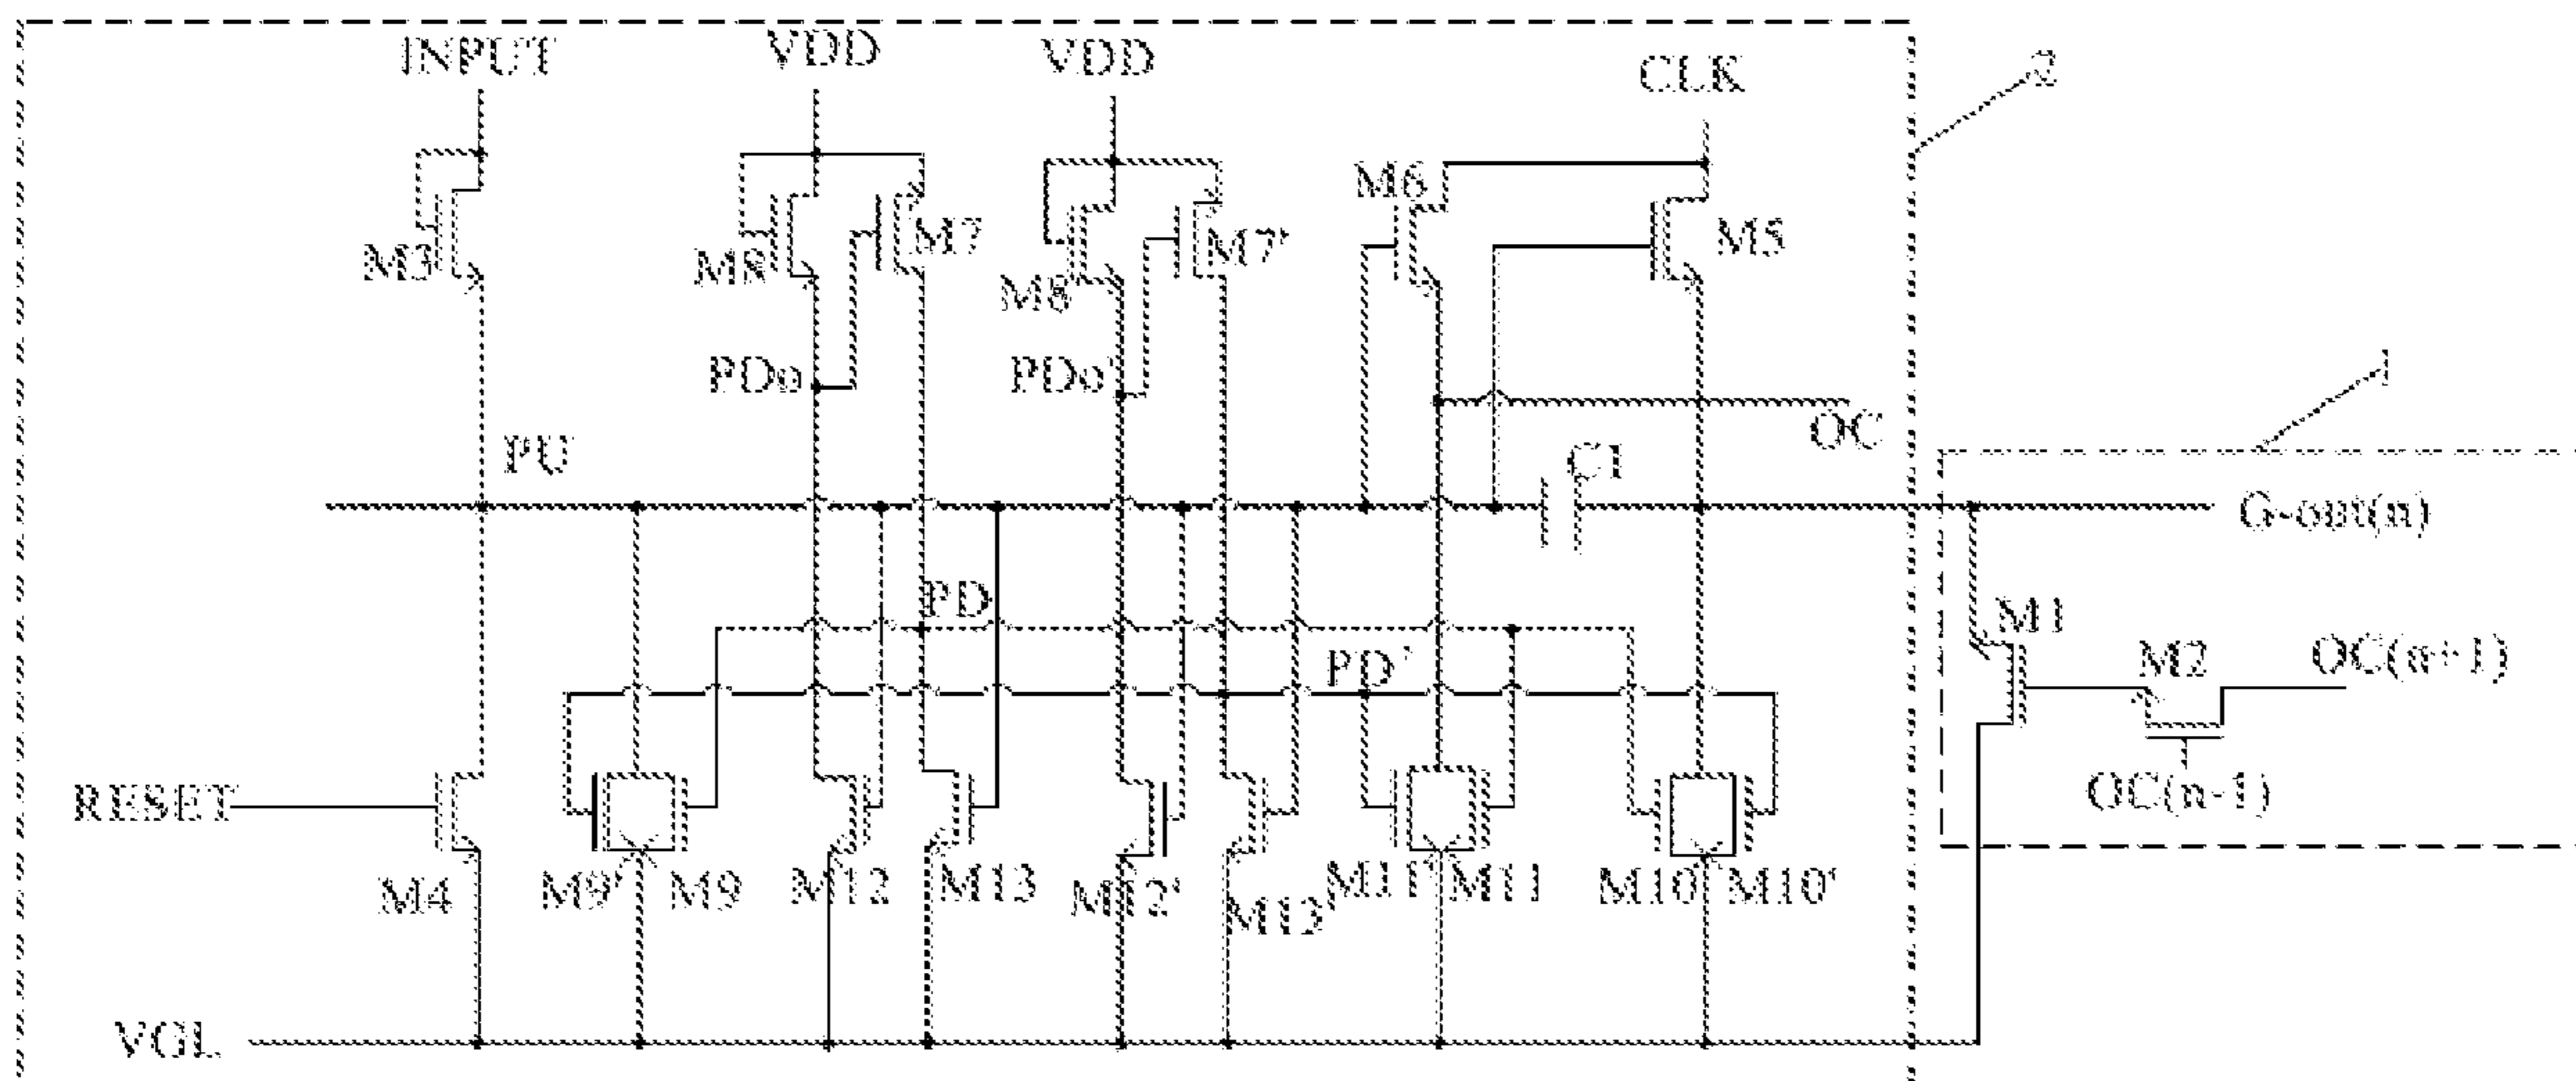 INPUT
VDD
VDD
CLK
2
M3
M8
M7
M8'
M7'
M6
M5
PDo
PDo'
OC
1
PU
C1
G-out(n)
PD
PD'
M1
M2
OC(n+1)
OC(n-1)
RESET
M4
M9'
M9
M12
M13
M12'
M13'
M11'
M11
M10
M10'
VGL